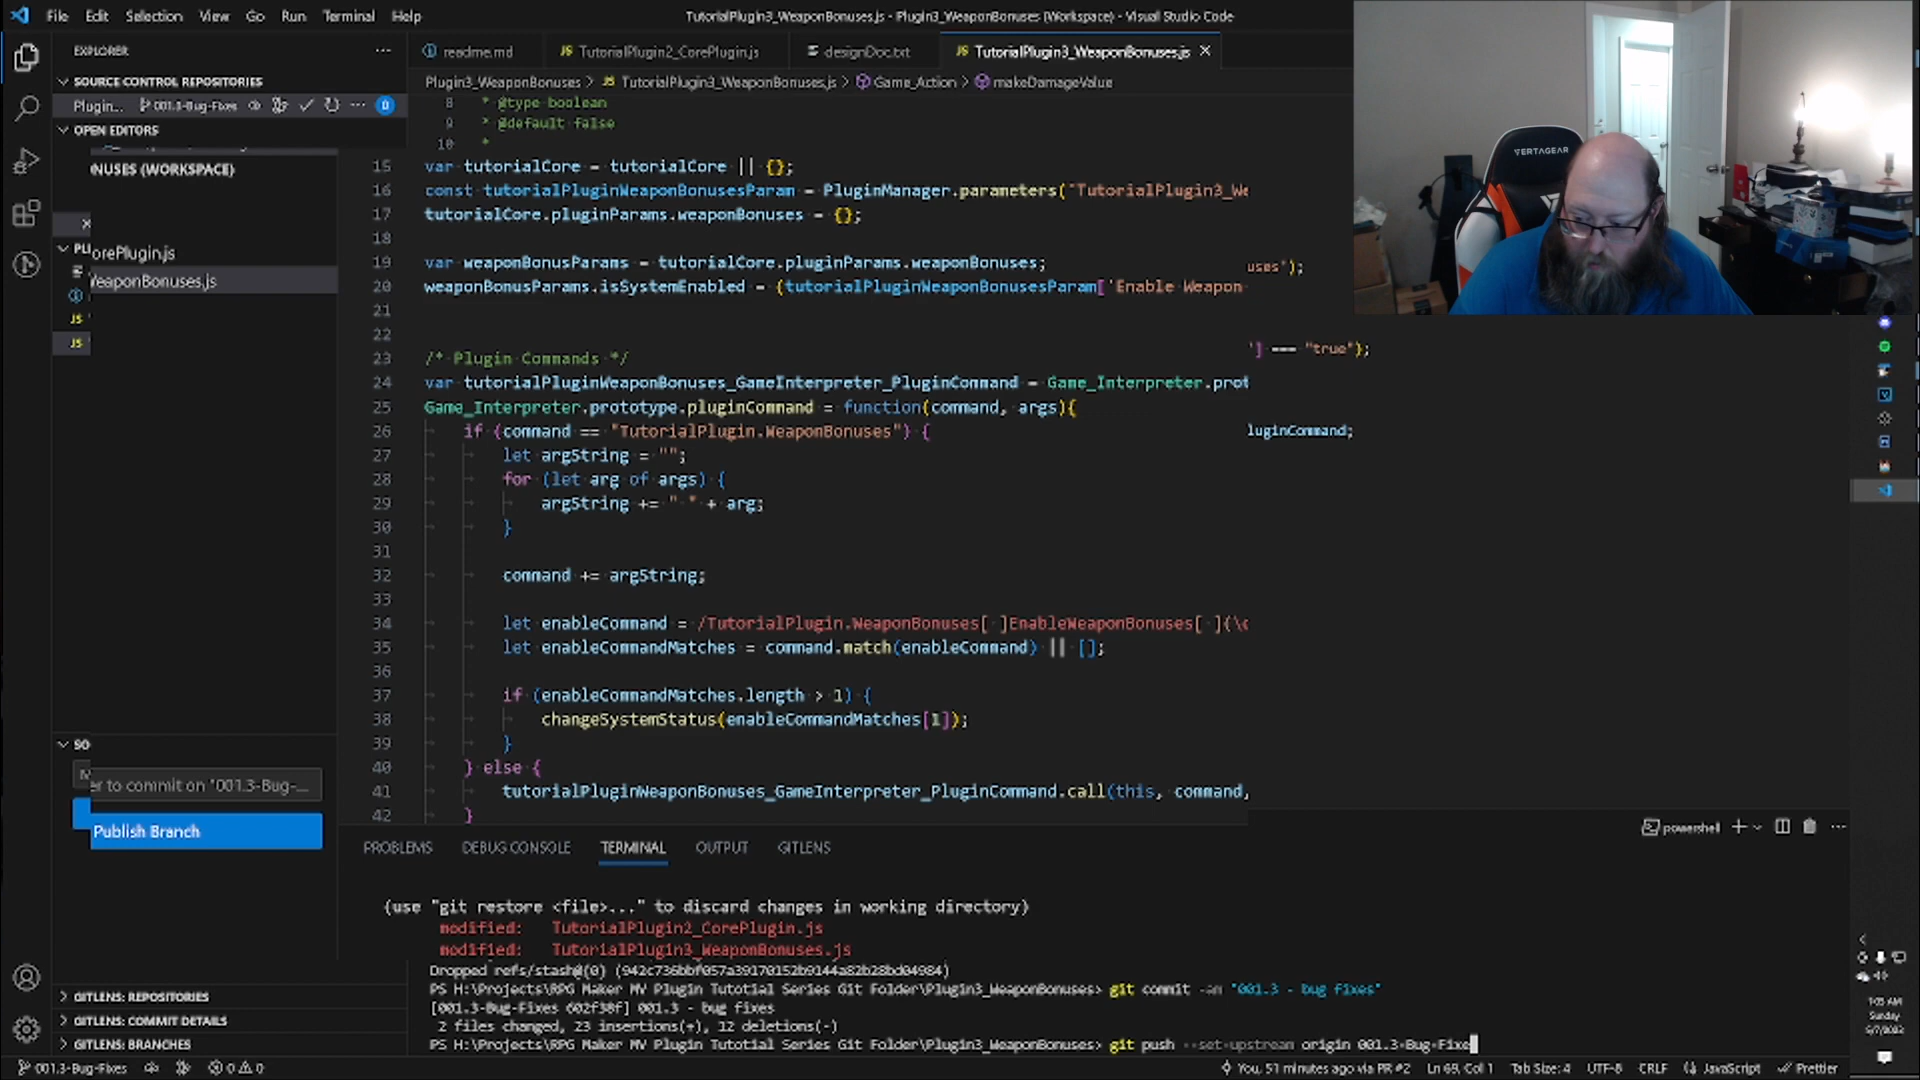 File Edit Selection View Go Run Terminal Help
TutorialPlugin3_WeaponBonuses.js - Plugin3_WeaponBonuses (Workspace) - Visual Studio Code
EXPLORER ...
readme.md
TutorialPlugin2_CorePlugin.js
designDoc.txt
TutorialPlugin3_WeaponBonuses.js
SOURCE CONTROL REPOSITORIES
Plugin3_WeaponBonuses > TutorialPlugin3_WeaponBonuses.js > Game_Action > makeDamageValue
Plugin... 001.3-Bug-Fixes ... 0
OPEN EDITORS
NUSES (WORKSPACE)
PLU
orePlugin.js
WeaponBonuses.js
JS
JS
8 * @type boolean
9 * @default false
10 *
15 var tutorialCore = tutorialCore || {};
16 const tutorialPluginWeaponBonusesParam = PluginManager.parameters("TutorialPlugin3_We
17 tutorialCore.pluginParams.weaponBonuses = {};
18
19 var weaponBonusParams = tutorialCore.pluginParams.weaponBonuses;
uses");
20 weaponBonusParams.isSystemEnabled = (tutorialPluginWeaponBonusesParam['Enable Weapon
21
22
'] === "true");
23 /* Plugin Commands */
24 var tutorialPluginWeaponBonuses_GameInterpreter_PluginCommand = Game_Interpreter.prot
25 Game_Interpreter.prototype.pluginCommand = function(command, args){
26 if (command == "TutorialPlugin.WeaponBonuses") {
luginCommand;
27 let argString = "";
28 for (let arg of args) {
29 argString += " " + arg;
30 }
31
32 command += argString;
33
34 let enableCommand = /TutorialPlugin.WeaponBonuses[ ]EnableWeaponBonuses[ ](\d
35 let enableCommandMatches = command.match(enableCommand) || [];
36
37 if (enableCommandMatches.length > 1) {
38 changeSystemStatus(enableCommandMatches[1]);
39 }
40 } else {
41 tutorialPluginWeaponBonuses_GameInterpreter_PluginCommand.call(this, command,
42 }
SO
er to commit on "001.3-Bug-...
Publish Branch
PROBLEMS DEBUG CONSOLE TERMINAL OUTPUT GITLENS
powershell
(use "git restore <file>..." to discard changes in working directory)
modified: TutorialPlugin2_CorePlugin.js
modified: TutorialPlugin3_WeaponBonuses.js
PS H:\Projects\RPG Maker MV Plugin Tutorial Series Git Folder\Plugin3_WeaponBonuses> git commit -am "001.3 - bug fixes"
[001.3-Bug-Fixes 602f38f] 001.3 - bug fixes
2 files changed, 23 insertions(+), 12 deletions(-)
PS H:\Projects\RPG Maker MV Plugin Tutorial Series Git Folder\Plugin3_WeaponBonuses> git push --set-upstream origin 001.3-Bug-Fixe
GITLENS: REPOSITORIES
GITLENS: COMMIT DETAILS
GITLENS: BRANCHES
001.3-Bug-Fixes 0 0
You, 51 minutes ago via PR #2 Ln 69, Col 1 Tab Size: 4 UTF-8 CRLF JavaScript Prettier
VERTAGEAR
1:05 AM
Sunday